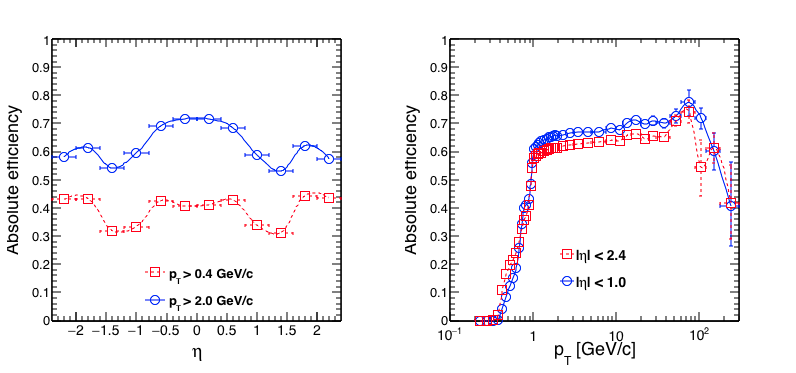 Absolute efficiency
1
0.9
0.8
0.7
0.6
0.5
0.4
0.3
0.2
0.1
0
−2 −1.5 −1 −0.5 0 0.5 1 1.5 2
η
p_T > 0.4 GeV/c
p_T > 2.0 GeV/c
Absolute efficiency
1
0.9
0.8
0.7
0.6
0.5
0.4
0.3
0.2
0.1
0
10⁻¹ 1 10 10²
p_T [GeV/c]
|η| < 2.4
|η| < 1.0